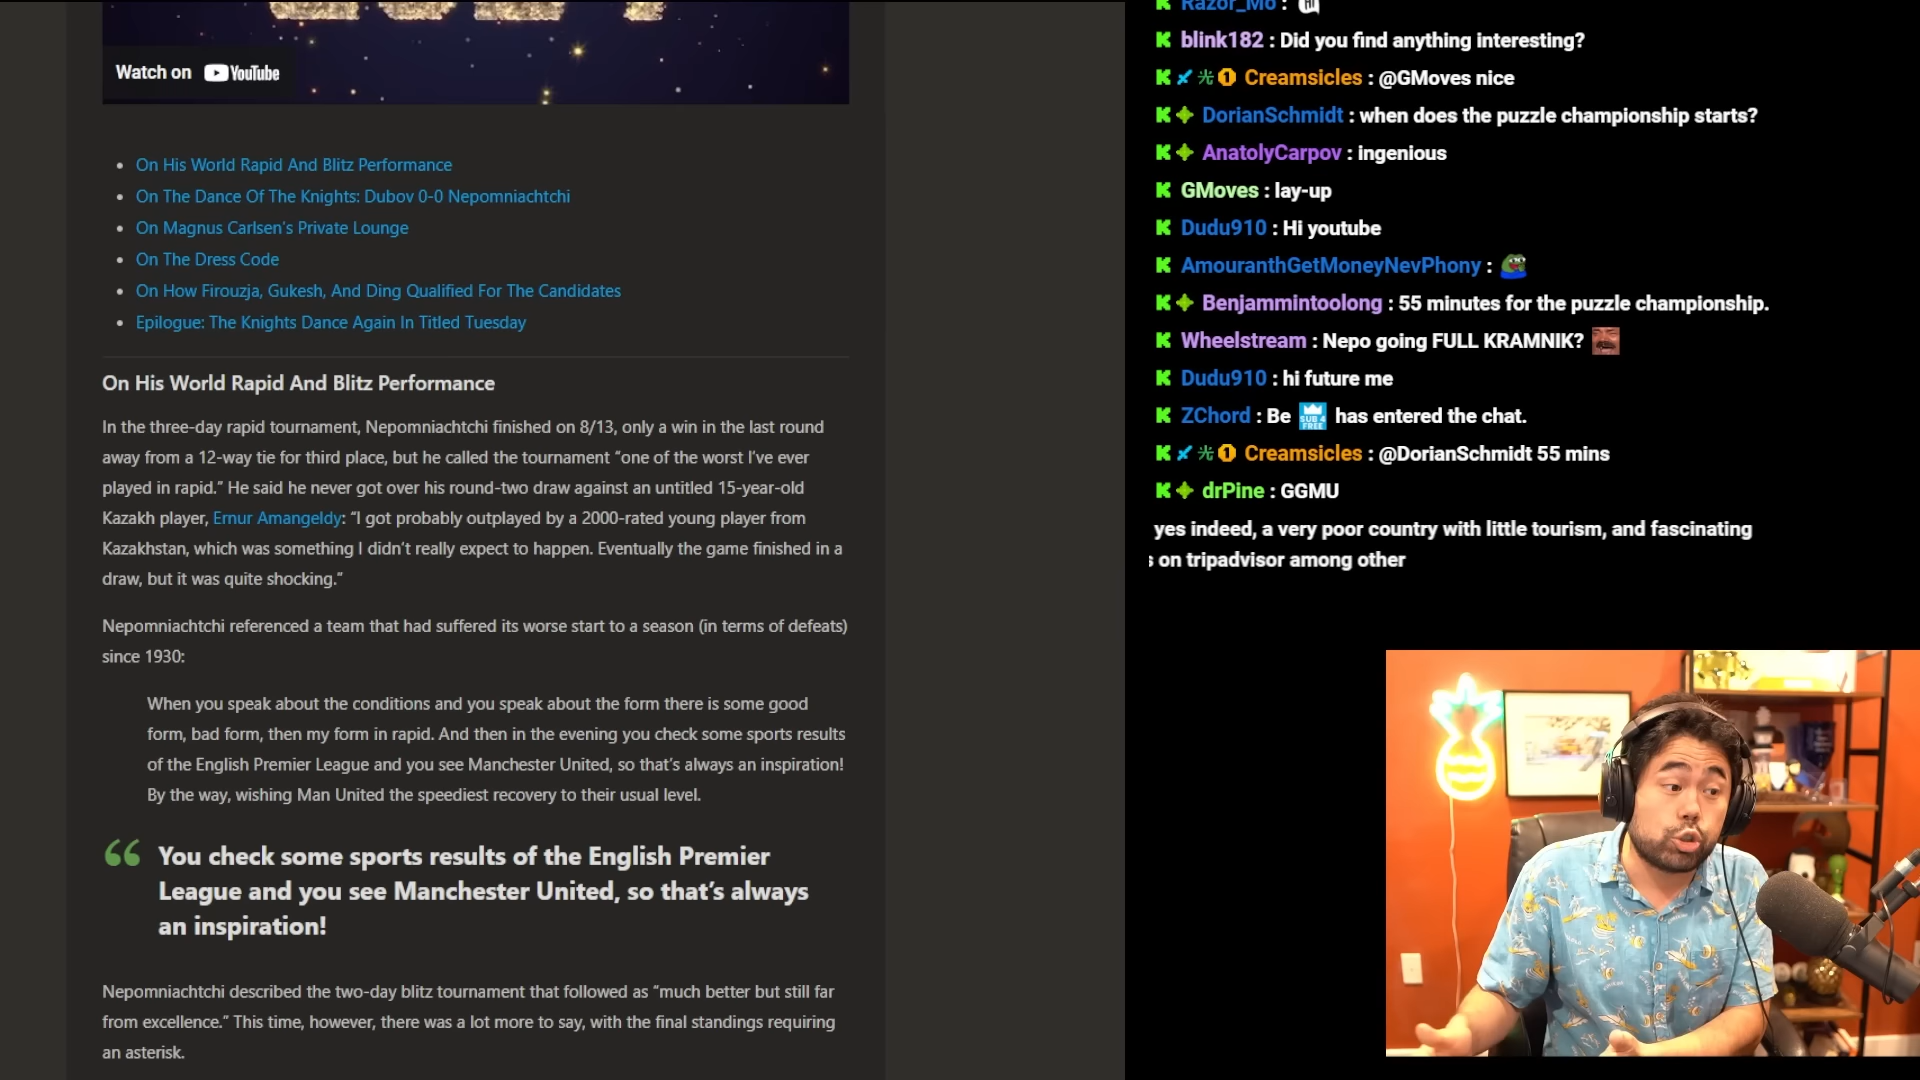 Watch on YouTube
On His World Rapid And Blitz Performance
On The Dance Of The Knights: Dubov 0-0 Nepomniachtchi
On Magnus Carlsen's Private Lounge
On The Dress Code
On How Firouzja, Gukesh, And Ding Qualified For The Candidates
Epilogue: The Knights Dance Again In Titled Tuesday
On His World Rapid And Blitz Performance
In the three-day rapid tournament, Nepomniachtchi finished on 8/13, only a win in the last round
away from a 12-way tie for third place, but he called the tournament “one of the worst I’ve ever
played in rapid.” He said he never got over his round-two draw against an untitled 15-year-old
Kazakh player, Ernur Amangeldy: “I got probably outplayed by a 2000-rated young player from
Kazakhstan, which was something I didn’t really expect to happen. Eventually the game finished in a
draw, but it was quite shocking.”
Nepomniachtchi referenced a team that had suffered its worse start to a season (in terms of defeats)
since 1930:
When you speak about the conditions and you speak about the form there is some good
form, bad form, then my form in rapid. And then in the evening you check some sports results
of the English Premier League and you see Manchester United, so that’s always an inspiration!
By the way, wishing Man United the speediest recovery to their usual level.
“ You check some sports results of the English Premier
League and you see Manchester United, so that’s always
an inspiration!
Nepomniachtchi described the two-day blitz tournament that followed as “much better but still far
from excellence.” This time, however, there was a lot more to say, with the final standings requiring
an asterisk.
Razor_Mo : HI
blink182 : Did you find anything interesting?
Creamsicles : @GMoves nice
DorianSchmidt : when does the puzzle championship starts?
AnatolyCarpov : ingenious
GMoves : lay-up
Dudu910 : Hi youtube
AmouranthGetMoneyNevPhony :
Benjammintoolong : 55 minutes for the puzzle championship.
Wheelstream : Nepo going FULL KRAMNIK?
Dudu910 : hi future me
ZChord : Be SUB 4 FREE has entered the chat.
Creamsicles : @DorianSchmidt 55 mins
drPine : GGMU
yes indeed, a very poor country with little tourism, and fascinating
s on tripadvisor among other